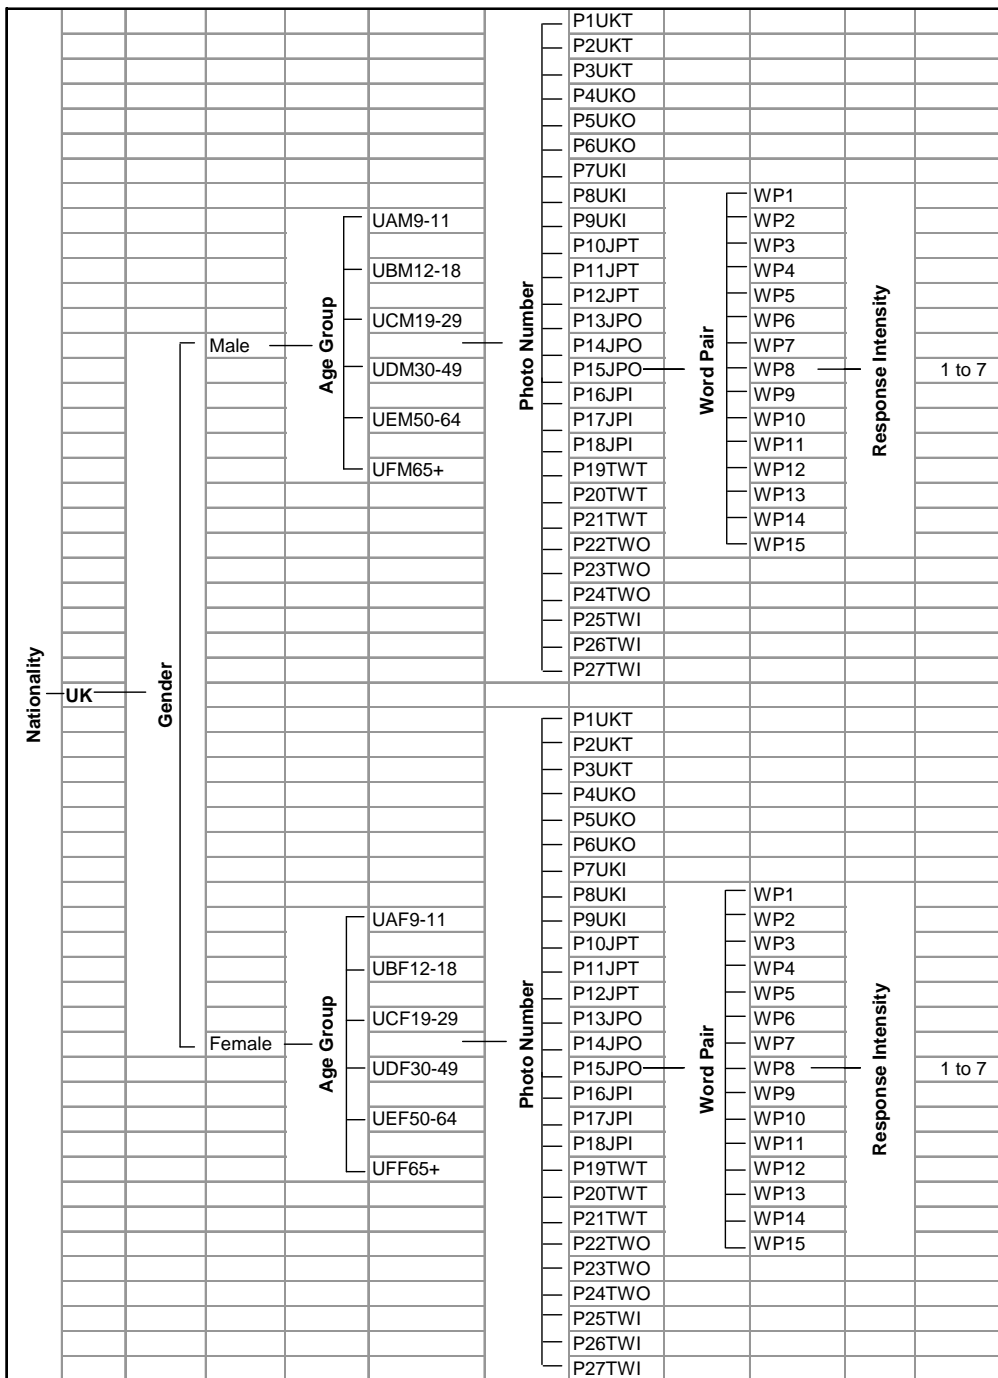 Nationality
UK
Gender
Male
Age Group
UAM9-11
UBM12-18
UCM19-29
UDM30-49
UEM50-64
UFM65+
Photo Number
P1UKT
P2UKT
P3UKT
P4UKO
P5UKO
P6UKO
P7UKI
P8UKI
P9UKI
P10JPT
P11JPT
P12JPT
P13JPO
P14JPO
P15JPO
P16JPI
P17JPI
P18JPI
P19TWT
P20TWT
P21TWT
P22TWO
P23TWO
P24TWO
P25TWI
P26TWI
P27TWI
Word Pair
WP1
WP2
WP3
WP4
WP5
WP6
WP7
WP8
WP9
WP10
WP11
WP12
WP13
WP14
WP15
Response Intensity
1 to 7
Female
Age Group
UAF9-11
UBF12-18
UCF19-29
UDF30-49
UEF50-64
UFF65+
Photo Number
P1UKT
P2UKT
P3UKT
P4UKO
P5UKO
P6UKO
P7UKI
P8UKI
P9UKI
P10JPT
P11JPT
P12JPT
P13JPO
P14JPO
P15JPO
P16JPI
P17JPI
P18JPI
P19TWT
P20TWT
P21TWT
P22TWO
P23TWO
P24TWO
P25TWI
P26TWI
P27TWI
Word Pair
WP1
WP2
WP3
WP4
WP5
WP6
WP7
WP8
WP9
WP10
WP11
WP12
WP13
WP14
WP15
Response Intensity
1 to 7